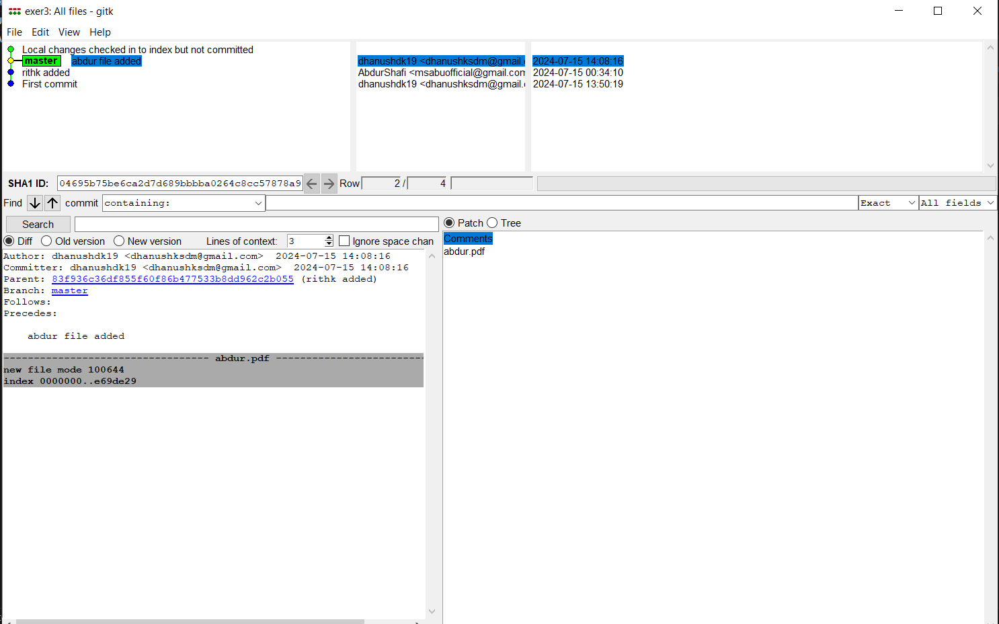 exer3: All files - gitk
File Edit View Help
Local changes checked in to index but not committed
master abdur file added dhanushdk19 <dhanushksdm@gmail. 2024-07-15 14:08:16
rithk added AbdurShafi <msabuofficial@gmail.com 2024-07-15 00:34:10
First commit dhanushdk19 <dhanushksdm@gmail. 2024-07-15 13:50:19
SHA1 ID: 04695b75be6ca2d7d689bbbba0264c8cc57878a9 Row 2 / 4
Find commit containing: Exact All fields
Search Patch Tree
Diff Old version New version Lines of context: 3 Ignore space chan
Comments
abdur.pdf
Author: dhanushdk19 <dhanushksdm@gmail.com> 2024-07-15 14:08:16
Committer: dhanushdk19 <dhanushksdm@gmail.com> 2024-07-15 14:08:16
Parent: 83f936c36df855f60f86b477533b8dd962c2b055 (rithk added)
Branch: master
Follows:
Precedes:
abdur file added
---------------------------------- abdur.pdf -------------------------
new file mode 100644
index 0000000..e69de29